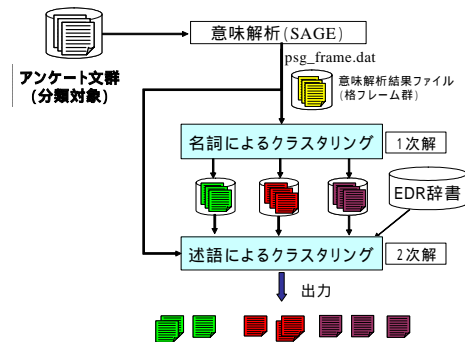 意味解析(SAGE)
アンケート文群
(分類対象)
psg_frame.dat
意味解析結果ファイル
(格フレーム群)
名詞によるクラスタリング
1次解
EDR辞書
述語によるクラスタリング
2次解
出力